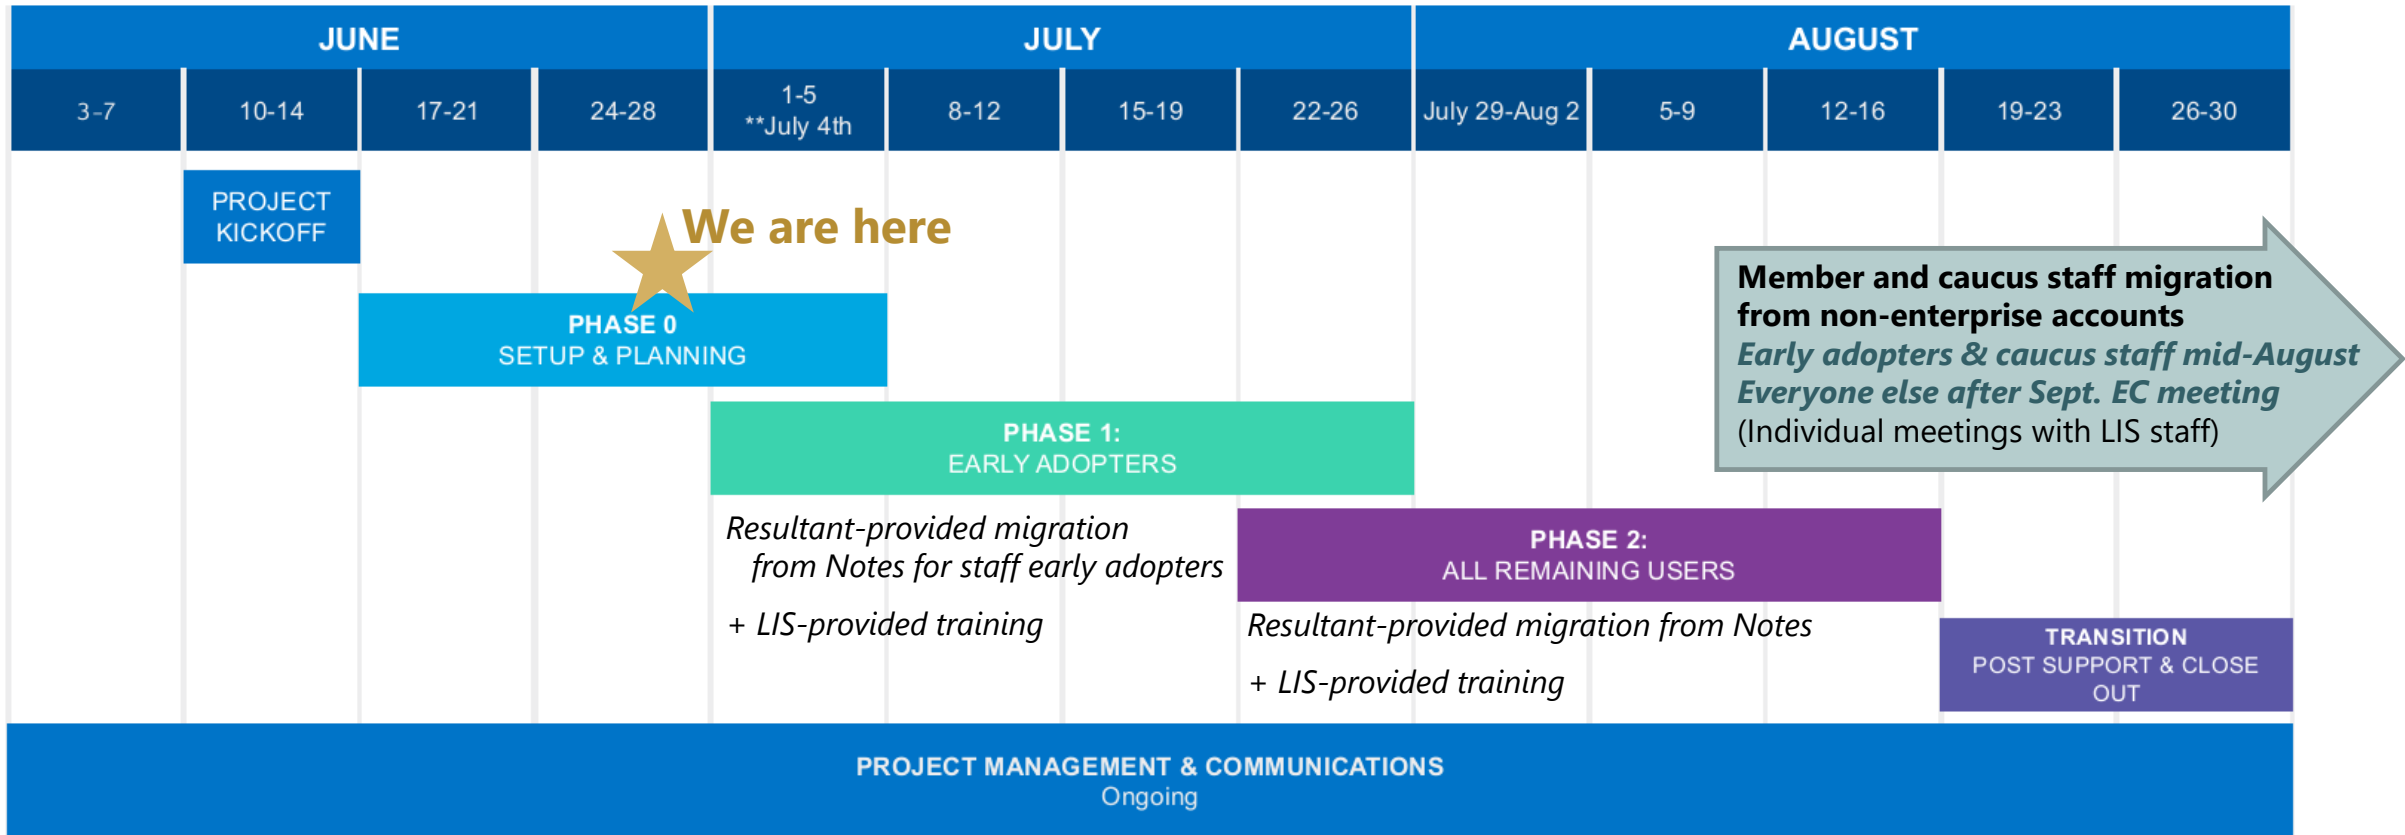 JUNE
JULY
AUGUST
3-7
10-14
17-21
24-28
1-5
**July 4th
8-12
15-19
22-26
July 29-Aug 2
5-9
12-16
19-23
26-30
PROJECT
KICKOFF
We are here
PHASE 0
SETUP & PLANNING
Member and caucus staff migration
from non-enterprise accounts
Early adopters & caucus staff mid-August
Everyone else after Sept. EC meeting
(Individual meetings with LIS staff)
PHASE 1:
EARLY ADOPTERS
Resultant-provided migration
from Notes for staff early adopters
+ LIS-provided training
PHASE 2:
ALL REMAINING USERS
Resultant-provided migration from Notes
+ LIS-provided training
TRANSITION
POST SUPPORT & CLOSE
OUT
PROJECT MANAGEMENT & COMMUNICATIONS
Ongoing